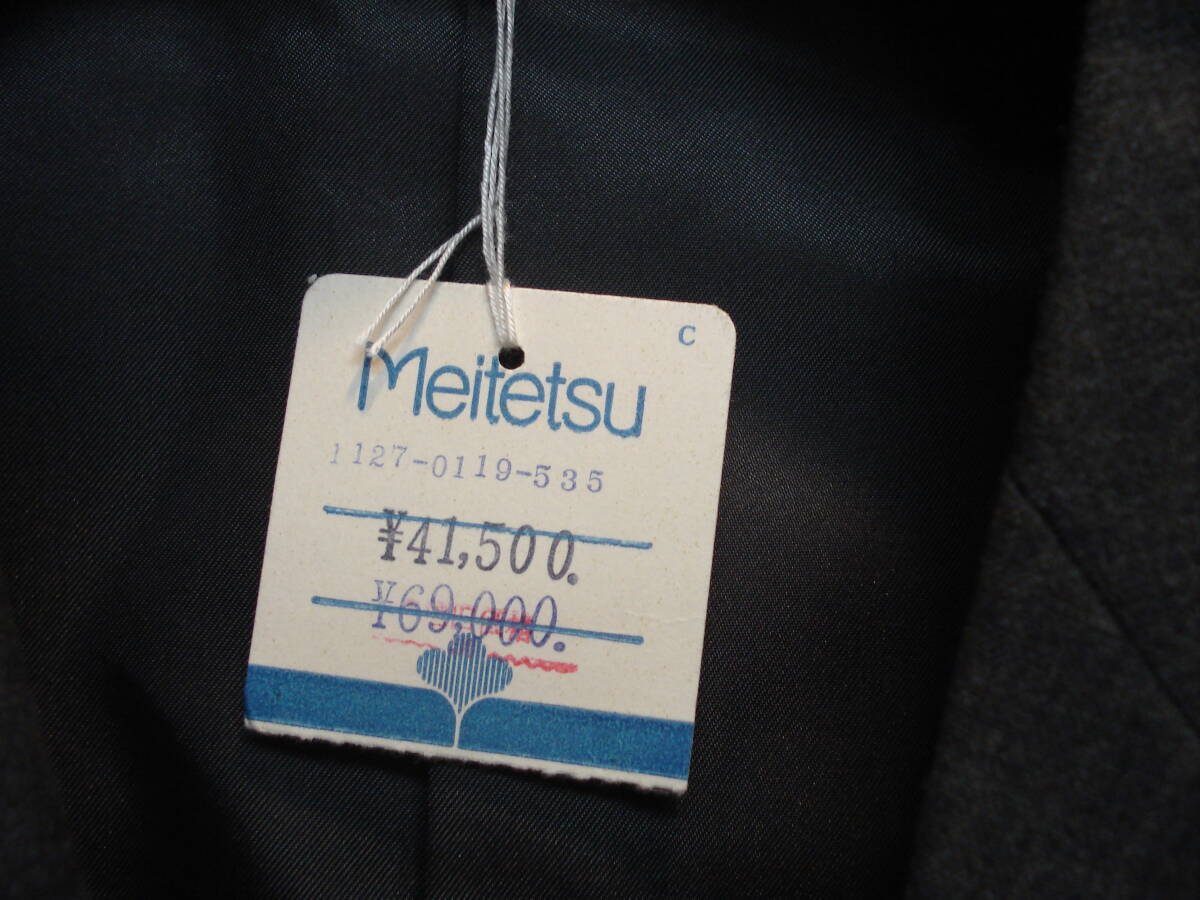 C
Meitetsu
1127-0119-535
¥41,500.
¥69,000.